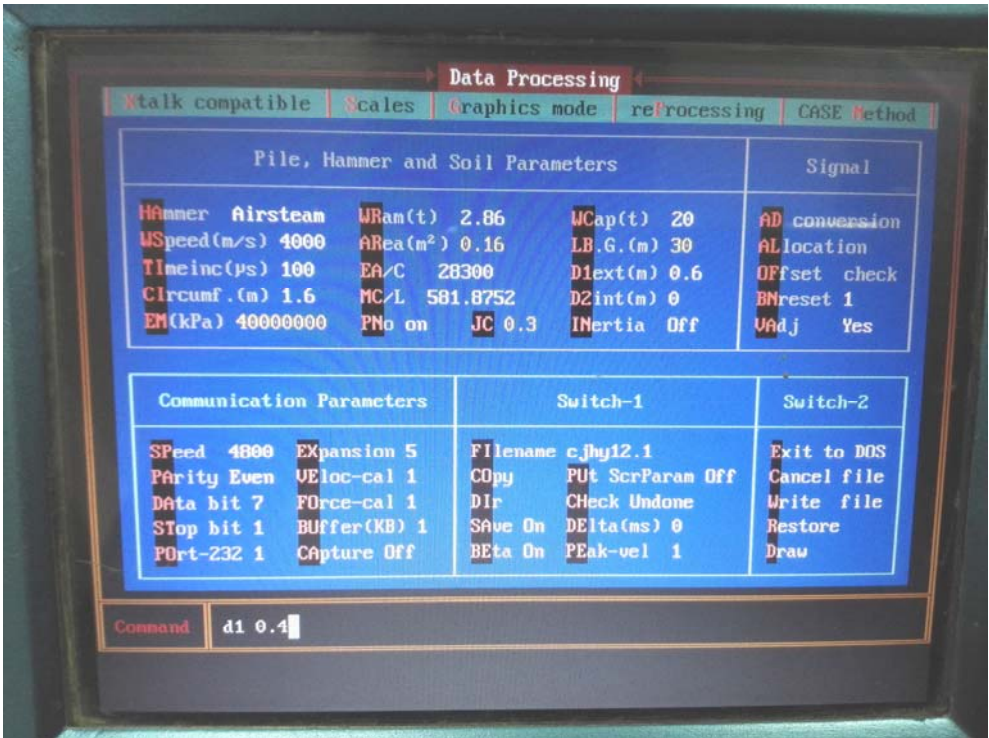 Data Processing
Xtalk compatible Scales Graphics mode reProcessing CASE Method
Pile, Hammer and Soil Parameters Signal
HAmmer Airsteam WRam(t) 2.86 WCap(t) 20 AD conversion
WSpeed(m/s) 4000 ARea(m²) 0.16 LB.G.(m) 30 ALlocation
TImeinc(µs) 100 EA/C 28300 D1ext(m) 0.6 OFfset check
CIrcumf.(m) 1.6 MC/L 581.8752 D2int(m) 0 BNreset 1
EM(kPa) 40000000 PNo on JC 0.3 INertia Off VAdj Yes
Communication Parameters Switch-1 Switch-2
SPeed 4800 EXpansion 5 FIlename cjhy12.1 Exit to DOS
PArity Even VEloc-cal 1 COpy PUt ScrParam Off Cancel file
DAta bit 7 FOrce-cal 1 DIr CHeck Undone Write file
STop bit 1 BUffer(KB) 1 SAve On DElta(ms) 0 Restore
POrt-232 1 CApture Off BEta On PEak-vel 1 Draw
Command d1 0.4